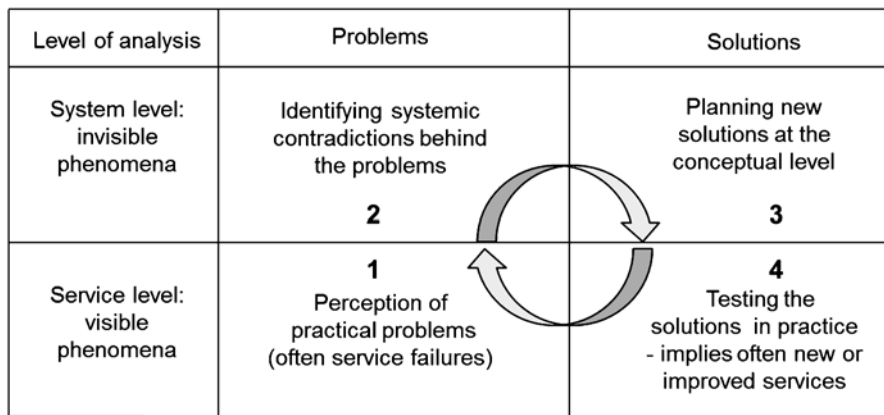 Level of analysis
Problems
Solutions
System level:
invisible
phenomena
Identifying systemic
contradictions behind
the problems
2
Planning new
solutions at the
conceptual level
3
Service level:
visible
phenomena
1
Perception of
practical problems
(often service failures)
4
Testing the
solutions in practice
- implies often new or
improved services